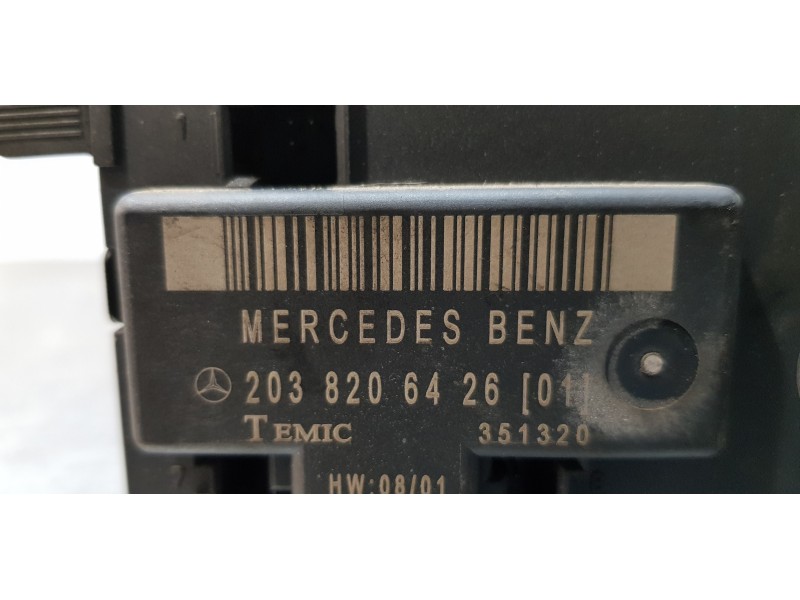 MERCEDES BENZ
203 820 64 26 [01]
TEMIC 351320
HW:08/01